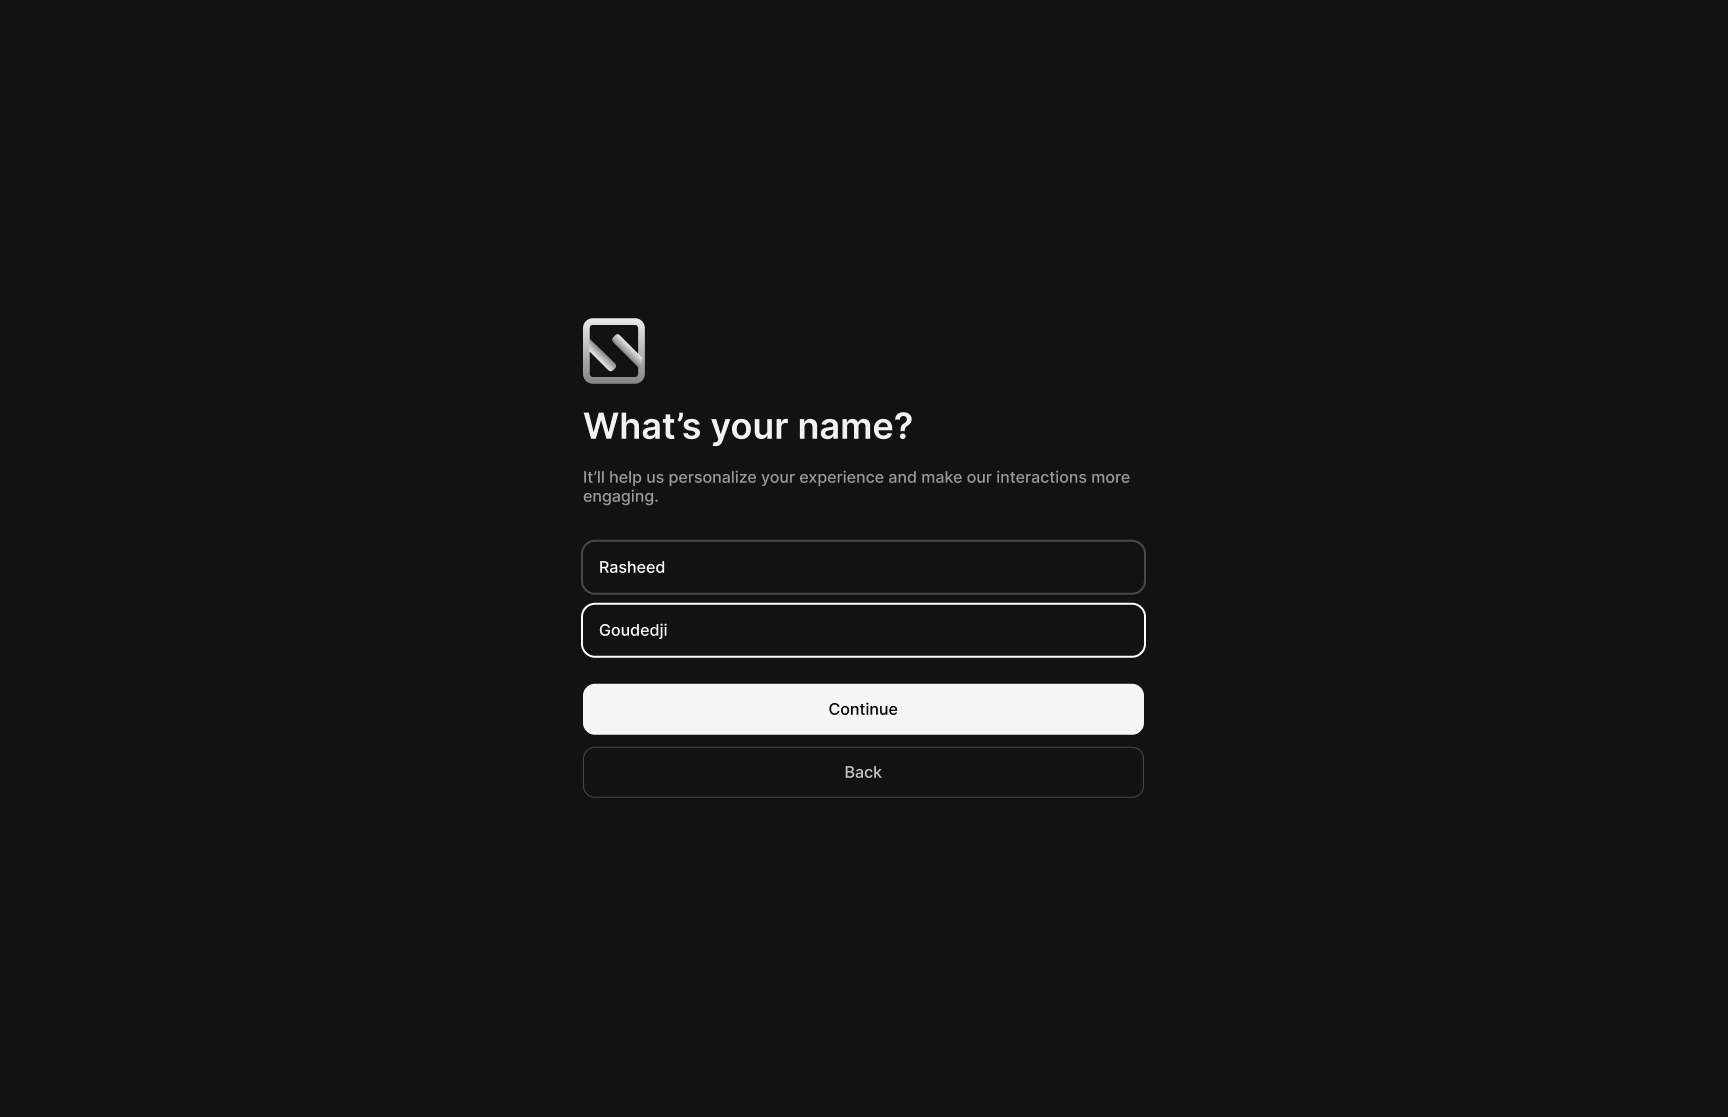 What’s your name?
It’ll help us personalize your experience and make our interactions more
engaging.
Rasheed
Goudedji
Continue
Back